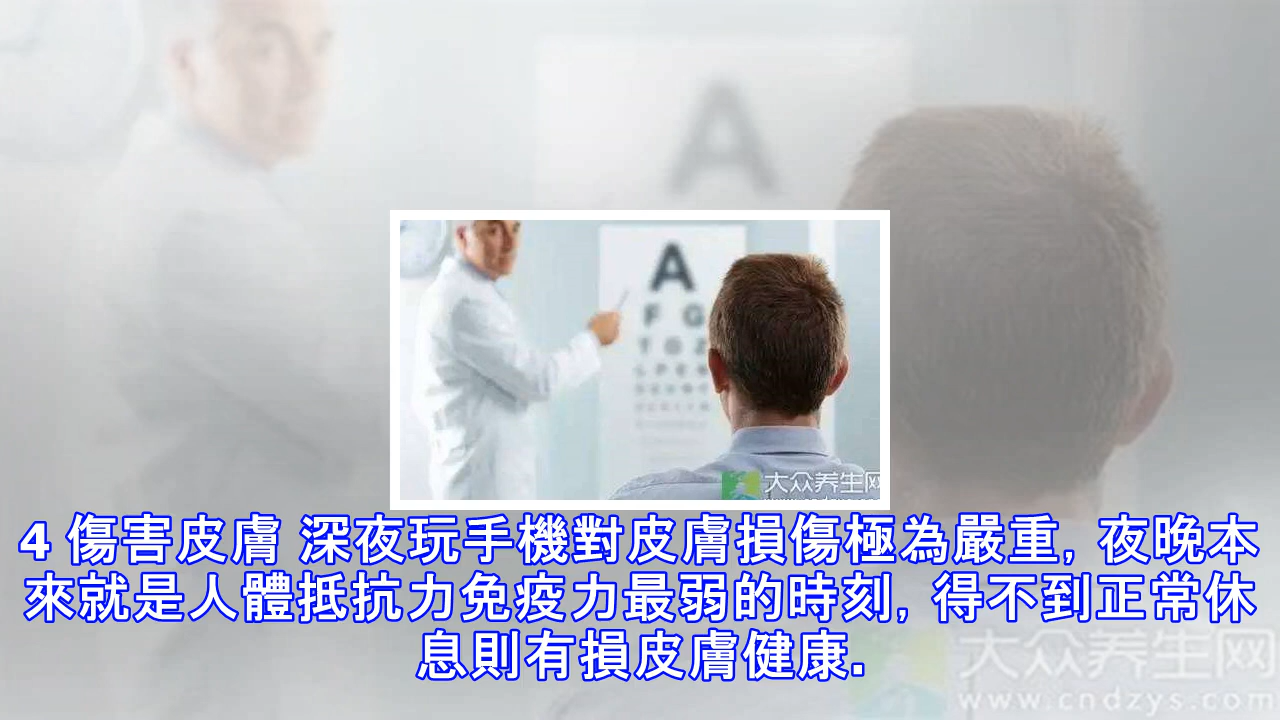 A
F G
T O Z
L P E D
大众养生网
4 傷害皮膚 深夜玩手機對皮膚損傷極為嚴重, 夜晚本
來就是人體抵抗力免疫力最弱的時刻, 得不到正常休
息則有損皮膚健康.
大众养生网
www.cndzys.com